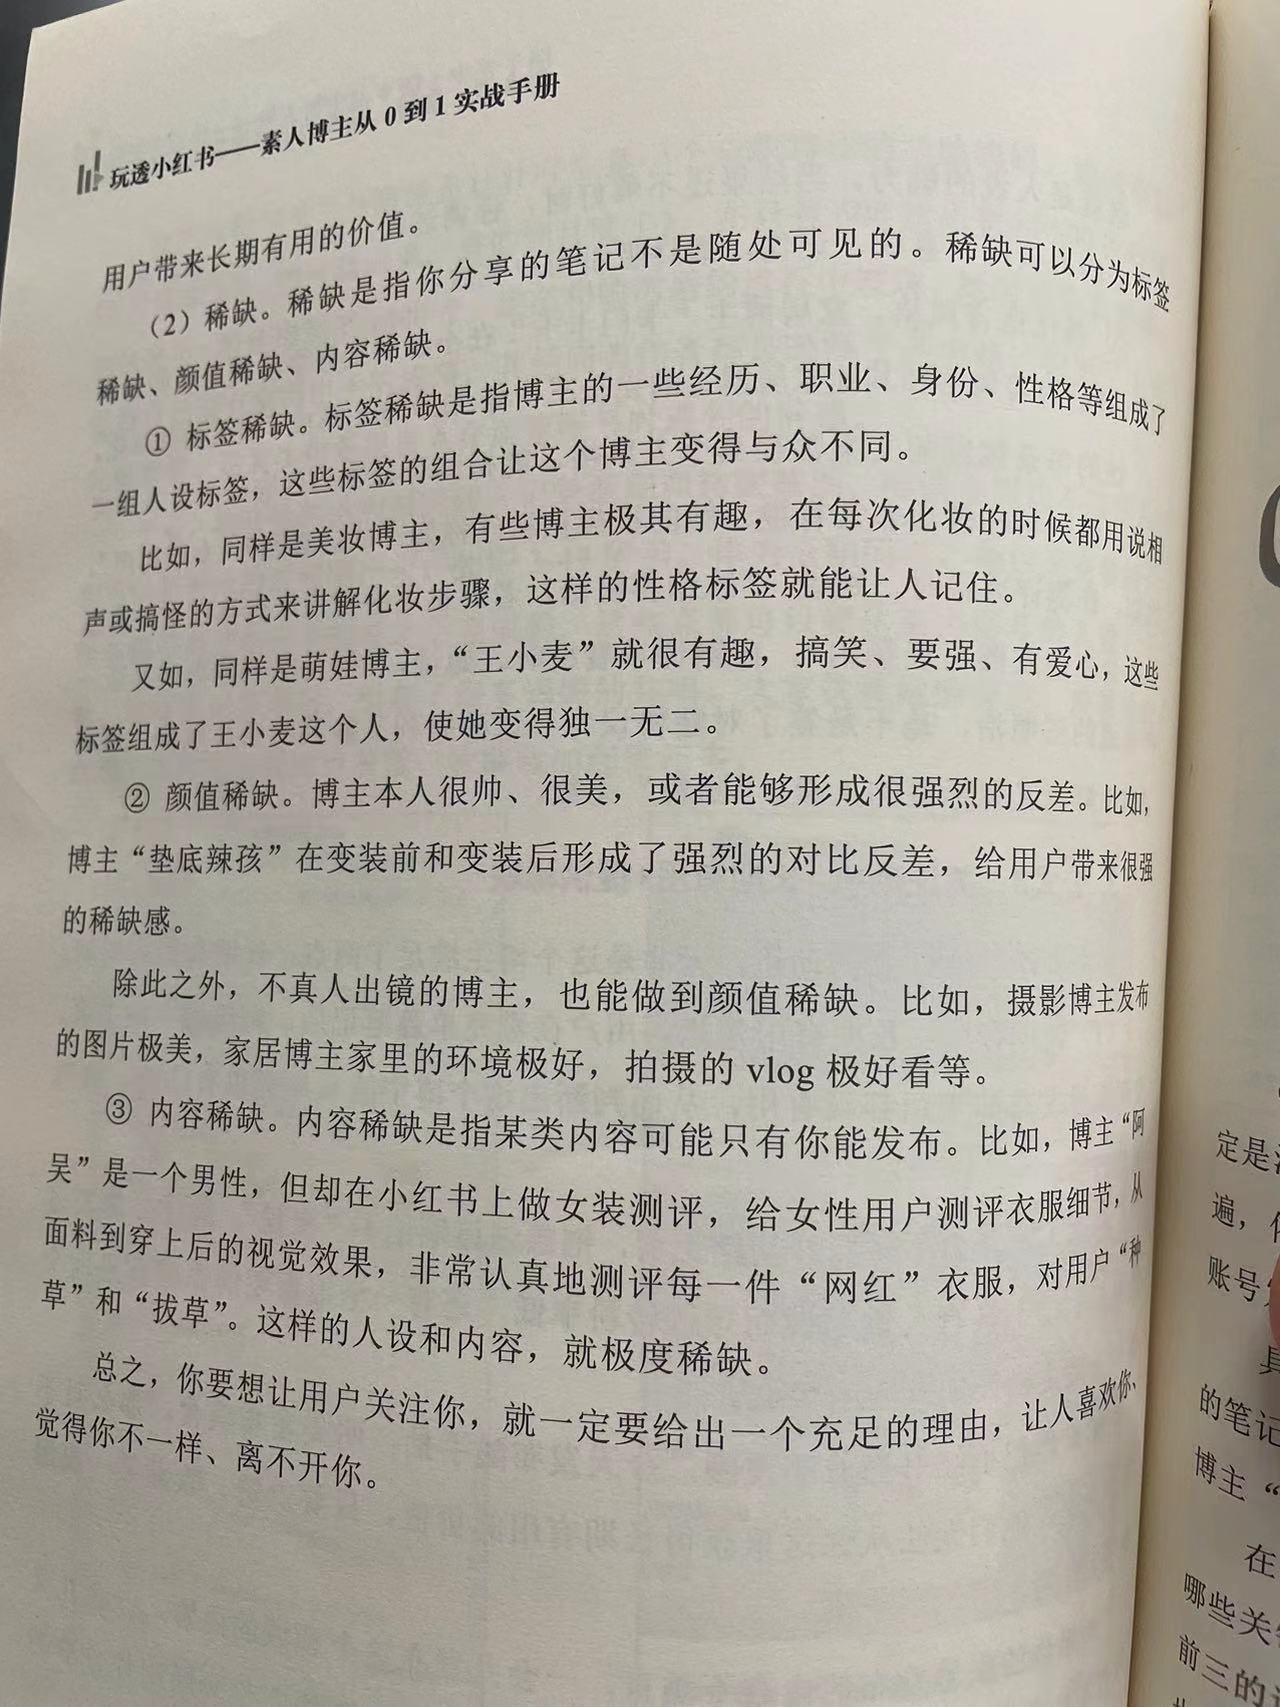 玩透小红书——素人博主从0到1实战手册
用户带来长期有用的价值。
（2）稀缺。稀缺是指你分享的笔记不是随处可见的。稀缺可以分为标签
稀缺、颜值稀缺、内容稀缺。
① 标签稀缺。标签稀缺是指博主的一些经历、职业、身份、性格等组成了
一组人设标签，这些标签的组合让这个博主变得与众不同。
比如，同样是美妆博主，有些博主极其有趣，在每次化妆的时候都用说相
声或搞怪的方式来讲解化妆步骤，这样的性格标签就能让人记住。
又如，同样是萌娃博主，“王小麦”就很有趣，搞笑、要强、有爱心，这些
标签组成了王小麦这个人，使她变得独一无二。
② 颜值稀缺。博主本人很帅、很美，或者能够形成很强烈的反差。比如，
博主“垫底辣孩”在变装前和变装后形成了强烈的对比反差，给用户带来很强
的稀缺感。
除此之外，不真人出镜的博主，也能做到颜值稀缺。比如，摄影博主发布
的图片极美，家居博主家里的环境极好，拍摄的 vlog 极好看等。
③ 内容稀缺。内容稀缺是指某类内容可能只有你能发布。比如，博主“阿
吴”是一个男性，但却在小红书上做女装测评，给女性用户测评衣服细节，从
面料到穿上后的视觉效果，非常认真地测评每一件“网红”衣服，对用户“种
草”和“拔草”。这样的人设和内容，就极度稀缺。
总之，你要想让用户关注你，就一定要给出一个充足的理由，让人喜欢你、
觉得你不一样、离不开你。
定是
遍，
账号
的笔记
博主“
在
哪些关
前三的